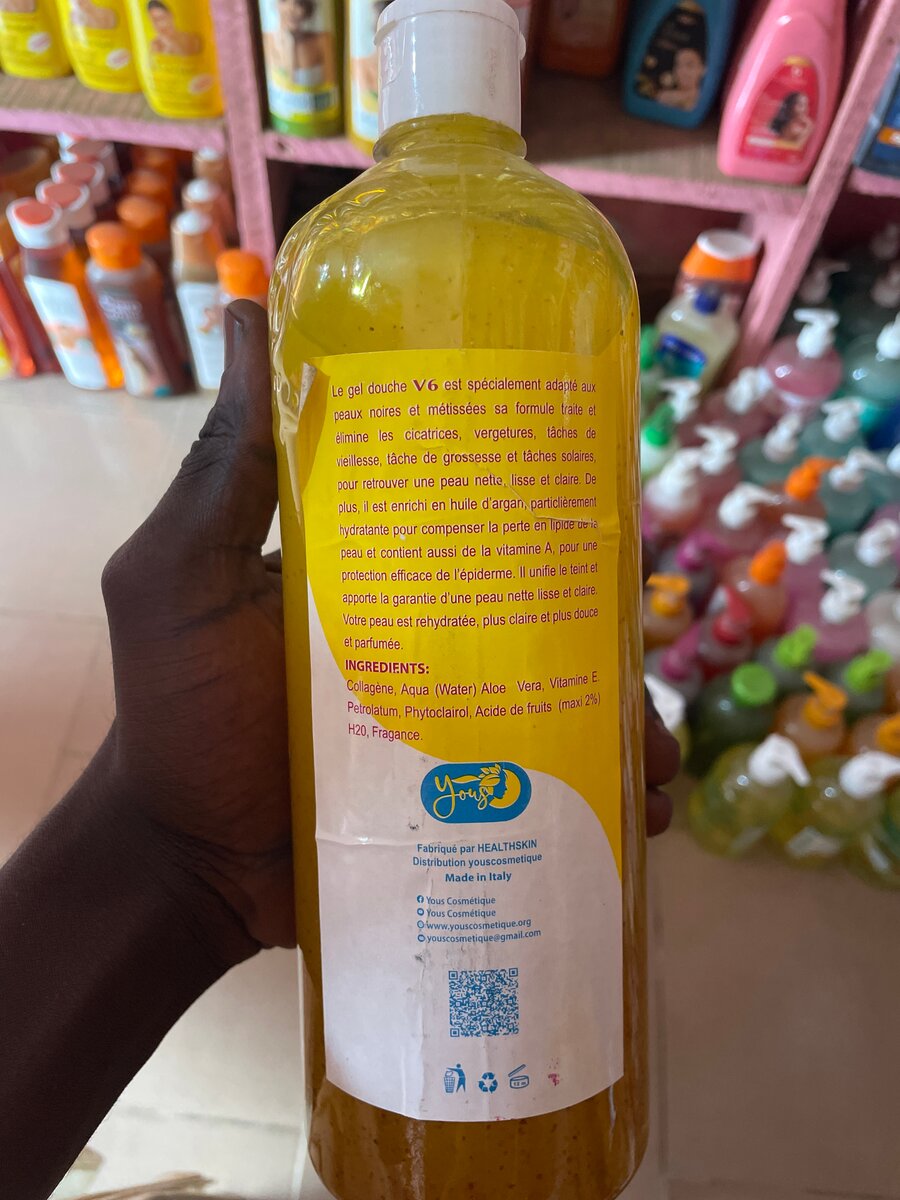 Le gel douche V6 est spécialement adapté aux
peaux noires et métissées sa formule traite et
élimine les cicatrices, vergetures, tâches de
vieillesse, tâche de grossesse et tâches solaires,
pour retrouver une peau nette, lisse et claire. De
plus, il est enrichi en huile d'argan, particlièrement
hydratante pour compenser la perte en lipide de la
peau et contient aussi de la vitamine A, pour une
protection efficace de l'épiderme. Il unifie le teint et
apporte la garantie d'une peau nette lisse et claire.
Votre peau est rehydratée, plus claire et plus douce
et parfumée.
INGREDIENTS:
Collagène, Aqua (Water) Aloe Vera, Vitamine E.
Petrolatum, Phytoclairol, Acide de fruits (maxi 2%)
H20, Fragance.
Yous
Fabriqué par HEALTHSKIN
Distribution youscosmetique
Made in Italy
Yous Cosmétique
Yous Cosmétique
www.youscosmetique.org
youscosmetique@gmail.com